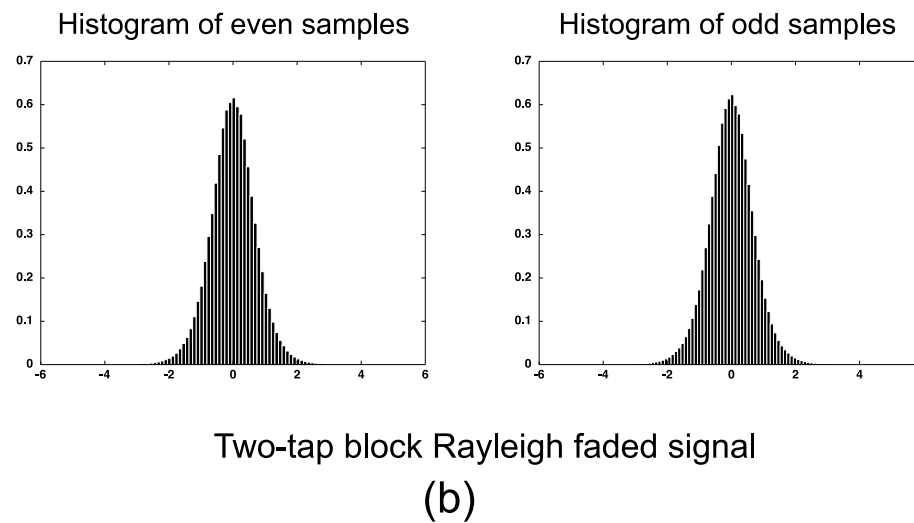 Histogram of even samples
Histogram of odd samples
0.7
0.6
0.5
0.4
0.3
0.2
0.1
0
-6 -4 -2 0 2 4 6
0.7
0.6
0.5
0.4
0.3
0.2
0.1
0
-6 -4 -2 0 2 4
Two-tap block Rayleigh faded signal
(b)